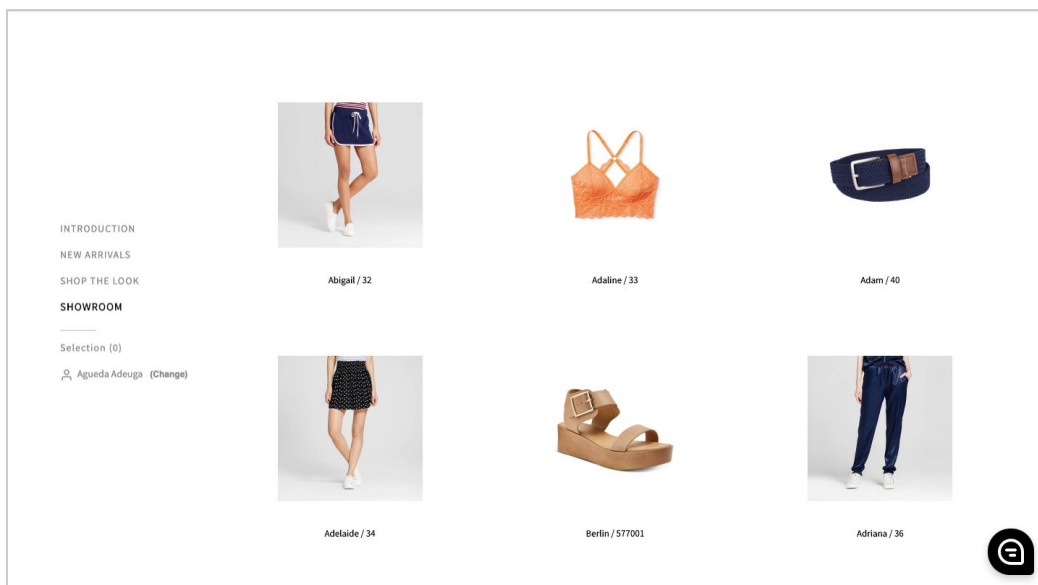 INTRODUCTION
NEW ARRIVALS
SHOP THE LOOK
SHOWROOM
Selection (0)
Agueda Adeuga (Change)
Abigail / 32
Adaline / 33
Adam / 40
Adelaide / 34
Berlin / 577001
Adriana / 36